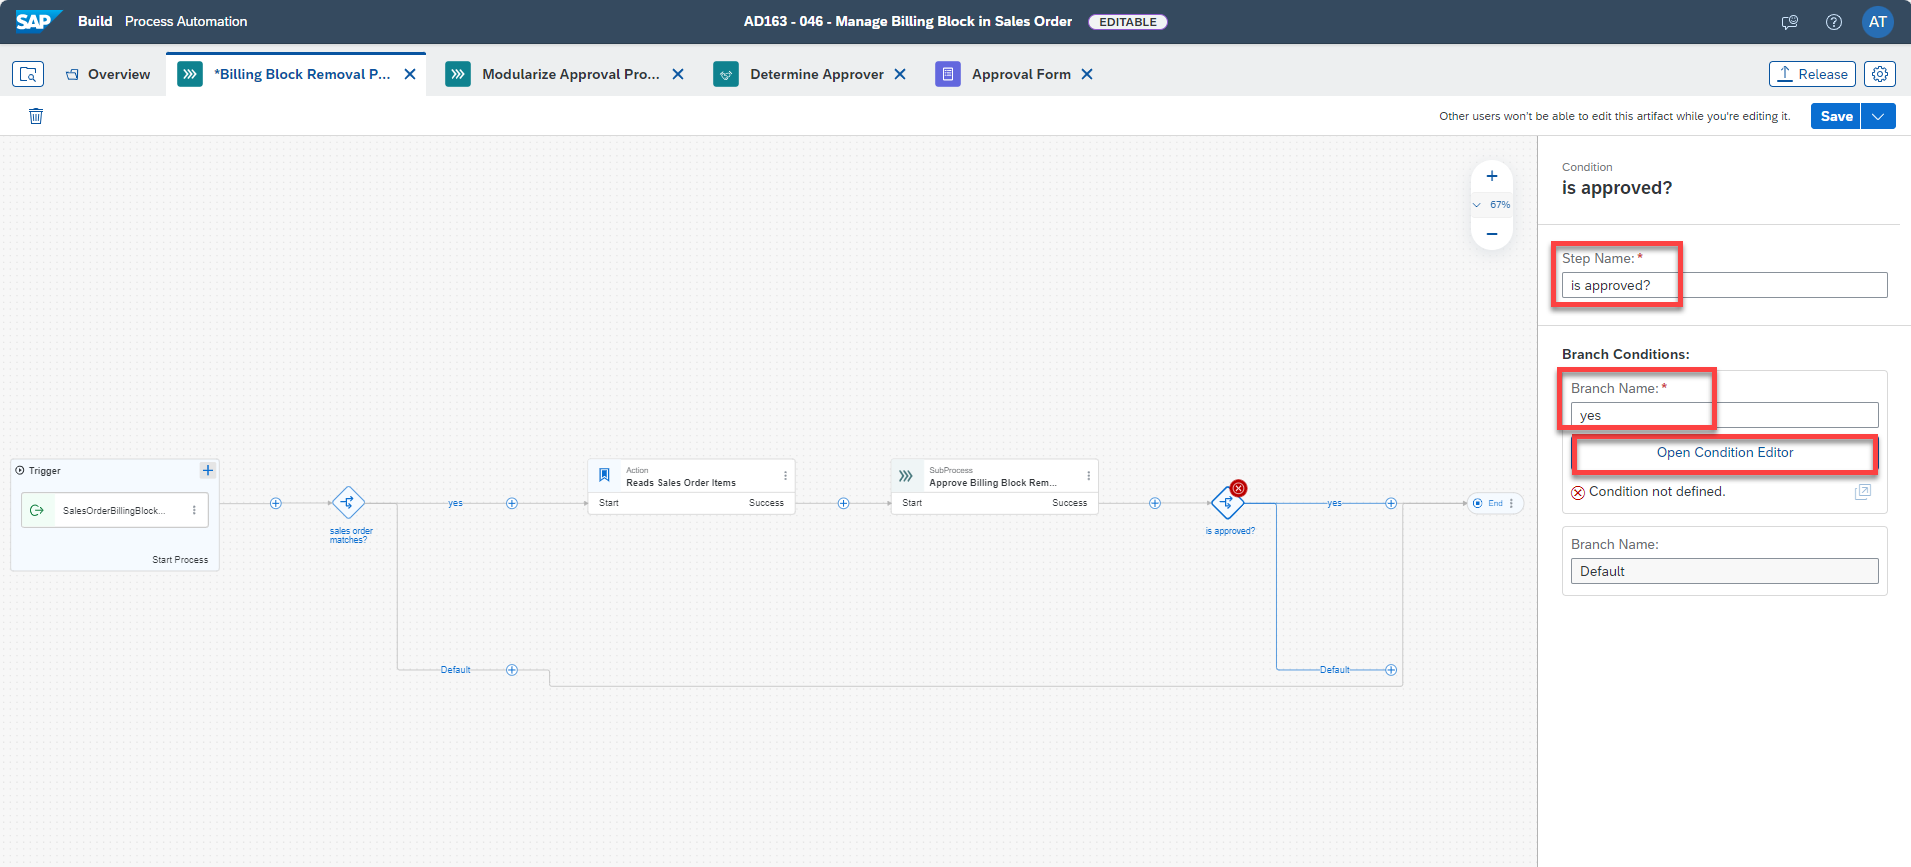 SAP Build Process Automation
AD163 - 046 - Manage Billing Block in Sales Order EDITABLE
AT
Overview
*Billing Block Removal P...
Modularize Approval Pro...
Determine Approver
Approval Form
Release
Other users won't be able to edit this artifact while you're editing it.
Save
67%
Trigger
SalesOrderBillingBlock...
Start Process
sales order
matches?
yes
Default
Action
Reads Sales Order Items
Start Success
SubProcess
Approve Billing Block Rem...
Start Success
is approved?
yes
Default
End
Condition
is approved?
Step Name: *
is approved?
Branch Conditions:
Branch Name: *
yes
Open Condition Editor
Condition not defined.
Branch Name:
Default